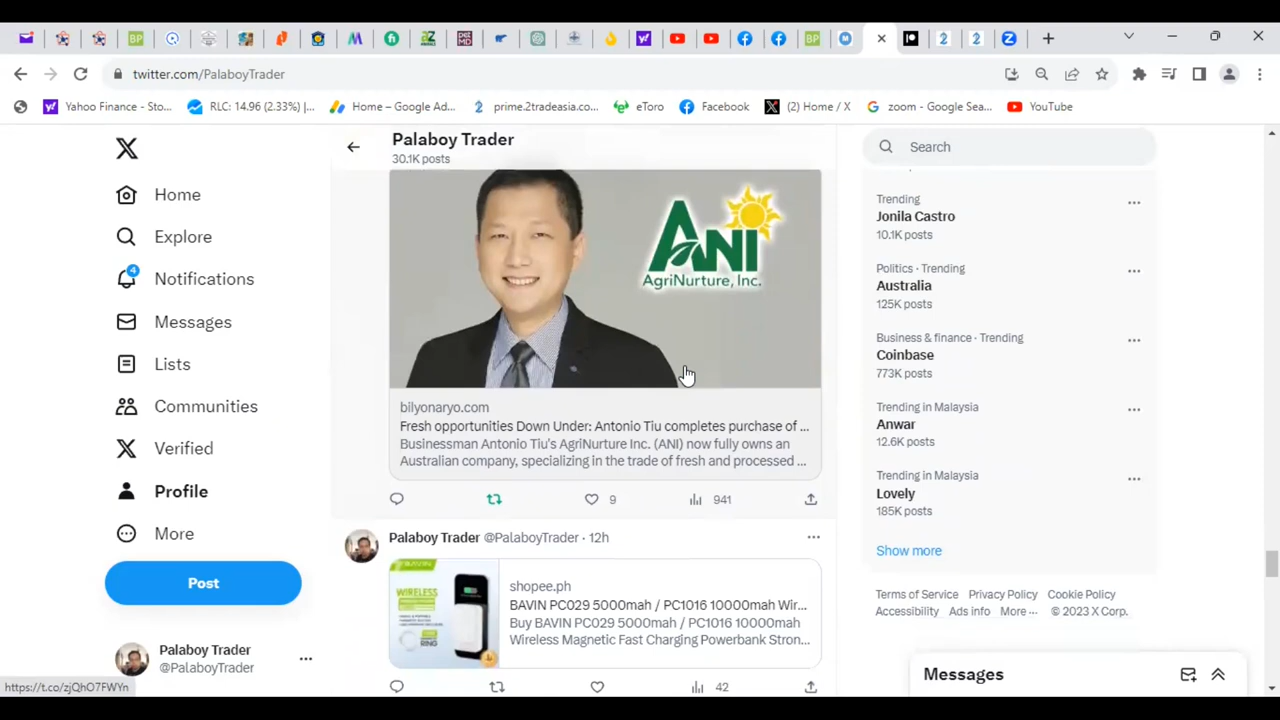 twitter.com/PalaboyTrader
Yahoo Finance - Sto...
RLC: 14.96 (2.33%) |...
Home – Google Ad...
prime.2tradeasia.co...
eToro
Facebook
(2) Home / X
zoom - Google Sea...
YouTube
Home
Explore
4
Notifications
Messages
Lists
Communities
Verified
Profile
More
Post
Palaboy Trader
@PalaboyTrader
https://t.co/zjQhO7FWYn
Palaboy Trader
30.1K posts
ANI
AgriNurture, Inc.
bilyonaryo.com
Fresh opportunities Down Under: Antonio Tiu completes purchase of ...
Businessman Antonio Tiu's AgriNurture Inc. (ANI) now fully owns an
Australian company, specializing in the trade of fresh and processed ...
9
941
Palaboy Trader @PalaboyTrader · 12h
BAVIN
WIRELESS
RING
shopee.ph
BAVIN PC029 5000mah / PC1016 10000mah Wir...
Buy BAVIN PC029 5000mah / PC1016 10000mah
Wireless Magnetic Fast Charging Powerbank Stron...
42
Search
Trending
Jonila Castro
10.1K posts
Politics · Trending
Australia
125K posts
Business & finance · Trending
Coinbase
773K posts
Trending in Malaysia
Anwar
12.6K posts
Trending in Malaysia
Lovely
185K posts
Show more
Terms of Service Privacy Policy Cookie Policy
Accessibility Ads info More ··· © 2023 X Corp.
Messages